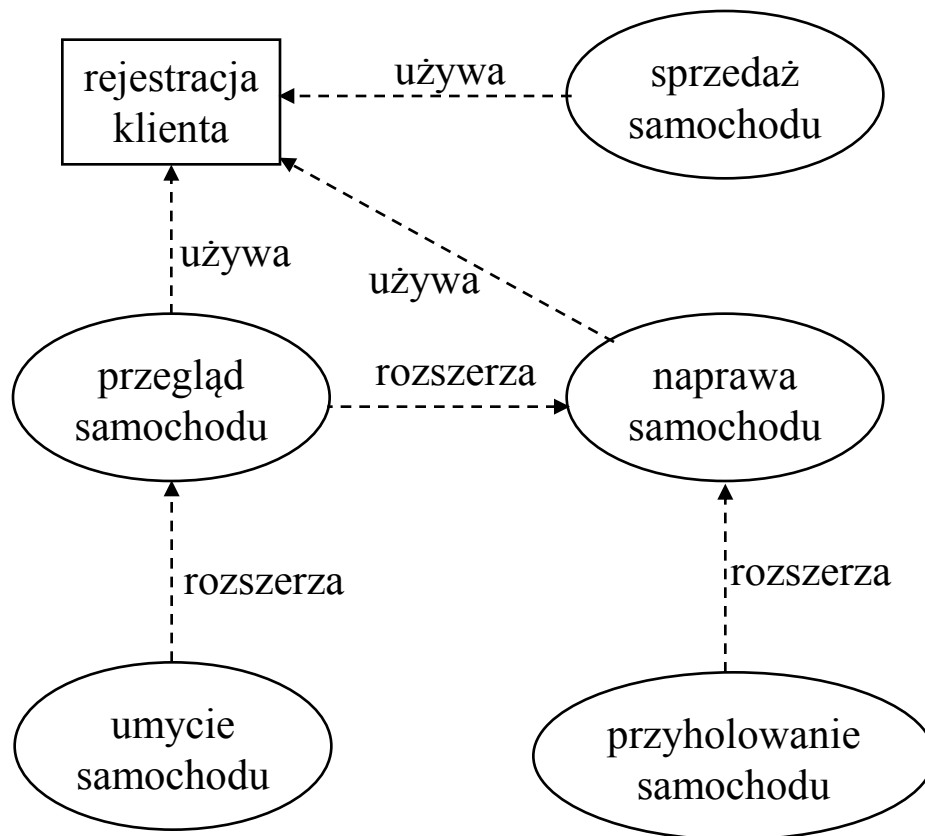 rejestracja
klienta
używa
sprzedaż
samochodu
używa
używa
przegląd
samochodu
rozszerza
naprawa
samochodu
rozszerza
rozszerza
umycie
samochodu
przyholowanie
samochodu